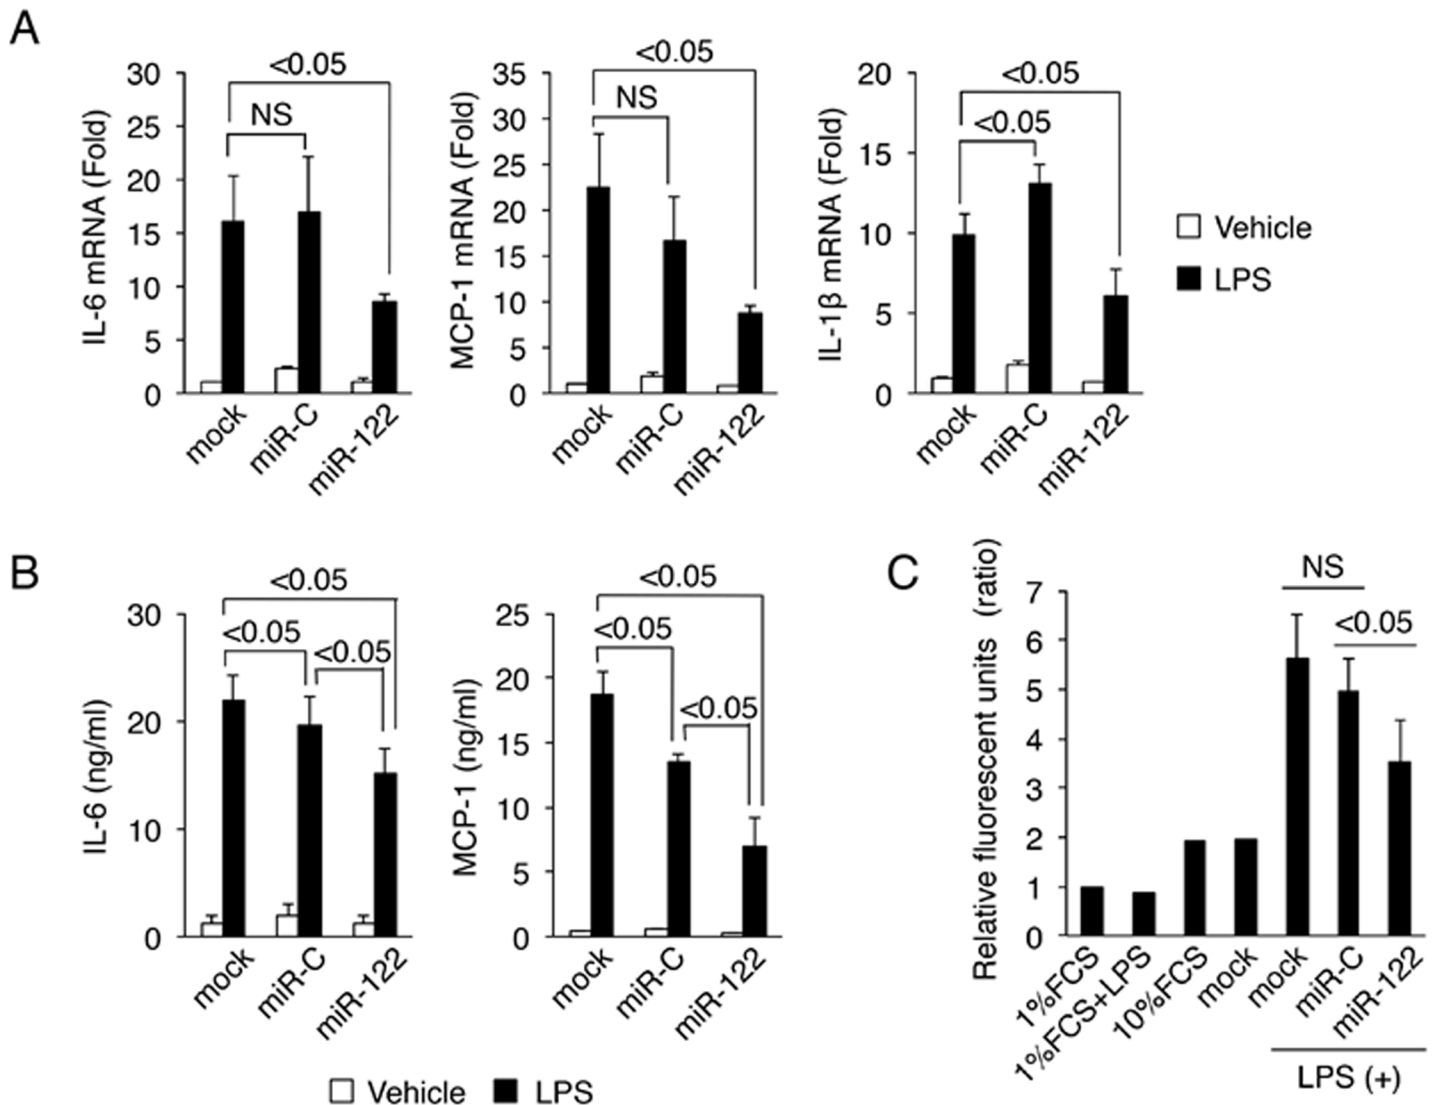 A
<0.05
NS
30
25
20
15
10
5
0
IL-6 mRNA (Fold)
mock
miR-C
miR-122
<0.05
NS
35
30
25
20
15
10
5
0
MCP-1 mRNA (Fold)
mock
miR-C
miR-122
<0.05
<0.05
20
15
10
5
0
IL-1β mRNA (Fold)
mock
miR-C
miR-122
Vehicle
LPS
B
<0.05
<0.05
<0.05
30
20
10
0
IL-6 (ng/ml)
mock
miR-C
miR-122
<0.05
<0.05
<0.05
25
20
15
10
5
0
MCP-1 (ng/ml)
mock
miR-C
miR-122
Vehicle
LPS
C
NS
<0.05
7
6
5
4
3
2
1
0
Relative fluorescent units (ratio)
1%FCS
1%FCS+LPS
10%FCS
mock
mock
miR-C
miR-122
LPS (+)